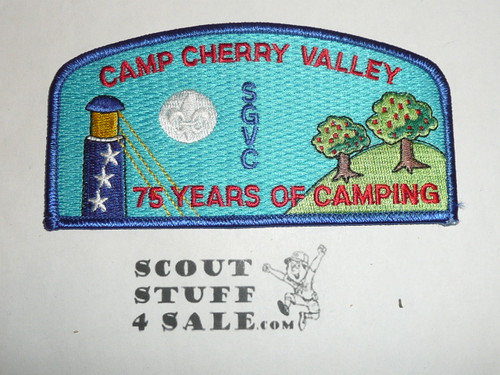 CAMP CHERRY VALLEY
SGVC
75 YEARS OF CAMPING
SCOUT
STUFF
4 SALE.COM